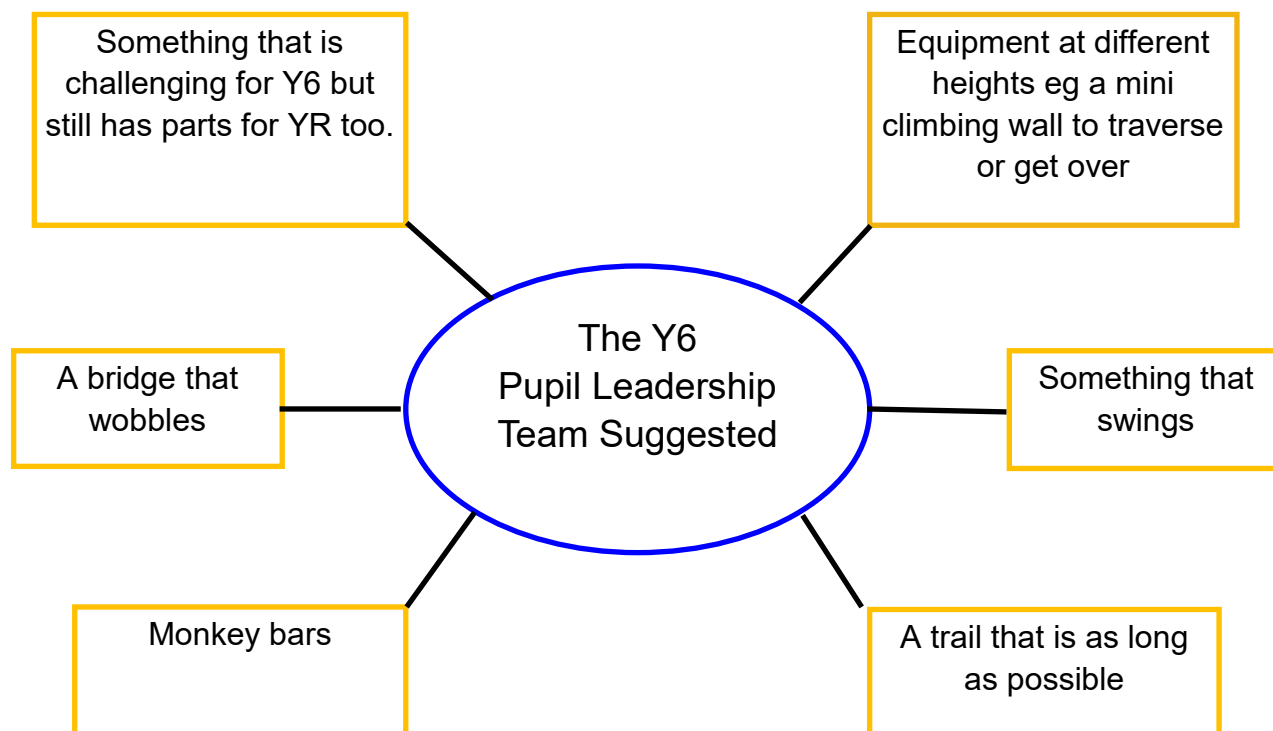 Something that is
challenging for Y6 but
still has parts for YR too.
Equipment at different
heights eg a mini
climbing wall to traverse
or get over
The Y6
Pupil Leadership
Team Suggested
A bridge that
wobbles
Something that
swings
Monkey bars
A trail that is as long
as possible